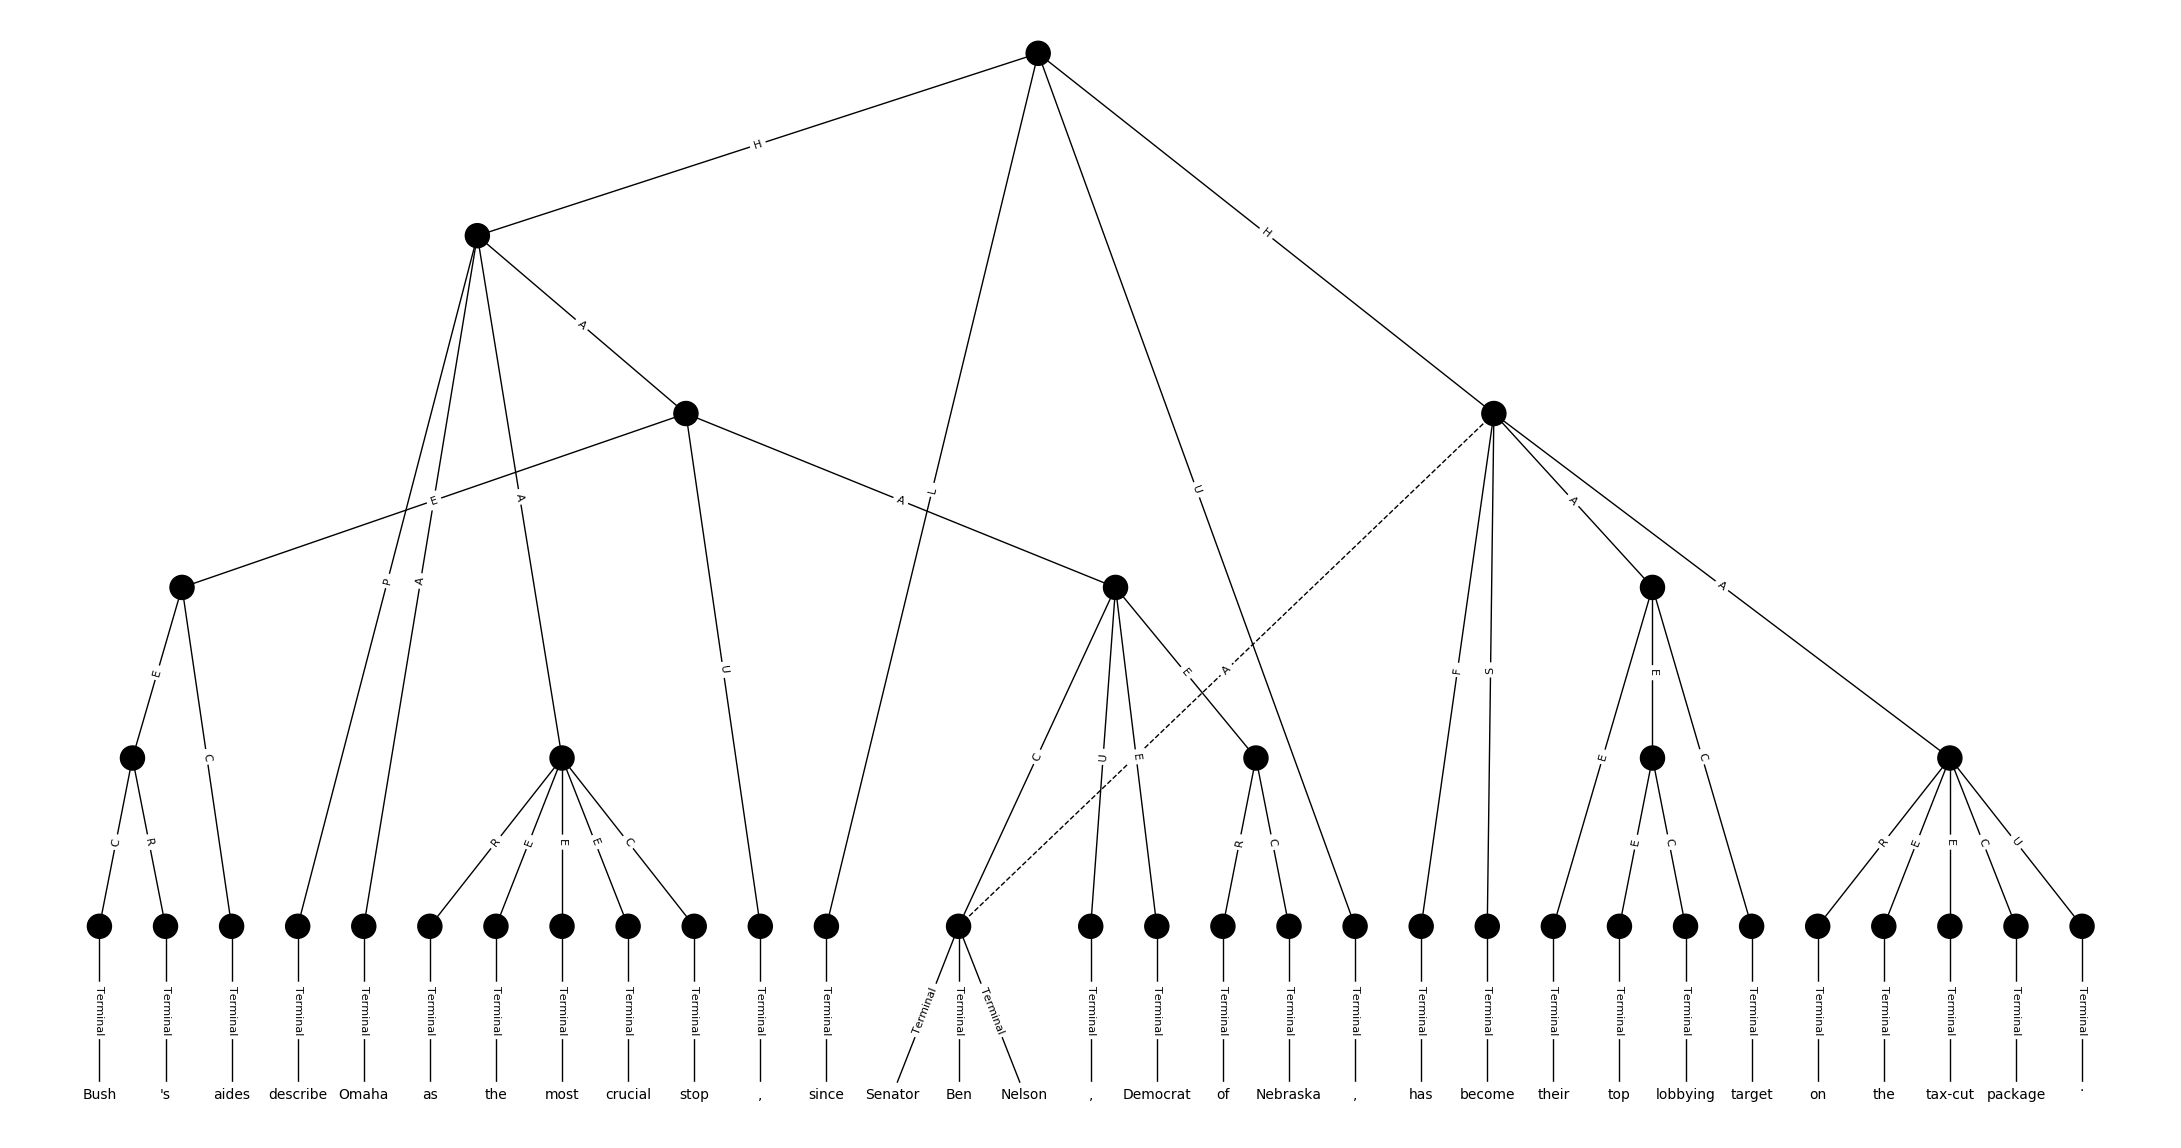 H
H
A
L
U
A
E
A
A
A
P
A
A
E
U
E
A
F
S
E
C
C
U
E
E
C
C
R
R
E
E
E
C
R
C
E
C
R
E
E
C
U
Terminal Terminal Terminal Terminal Terminal Terminal Terminal Terminal Terminal Terminal Terminal Terminal Terminal Terminal Terminal Terminal Terminal Terminal Terminal Terminal Terminal Terminal Terminal Terminal Terminal Terminal Terminal Terminal Terminal Terminal Terminal
Bush 's aides describe Omaha as the most crucial stop , since Senator Ben Nelson , Democrat of Nebraska , has become their top lobbying target on the tax-cut package .